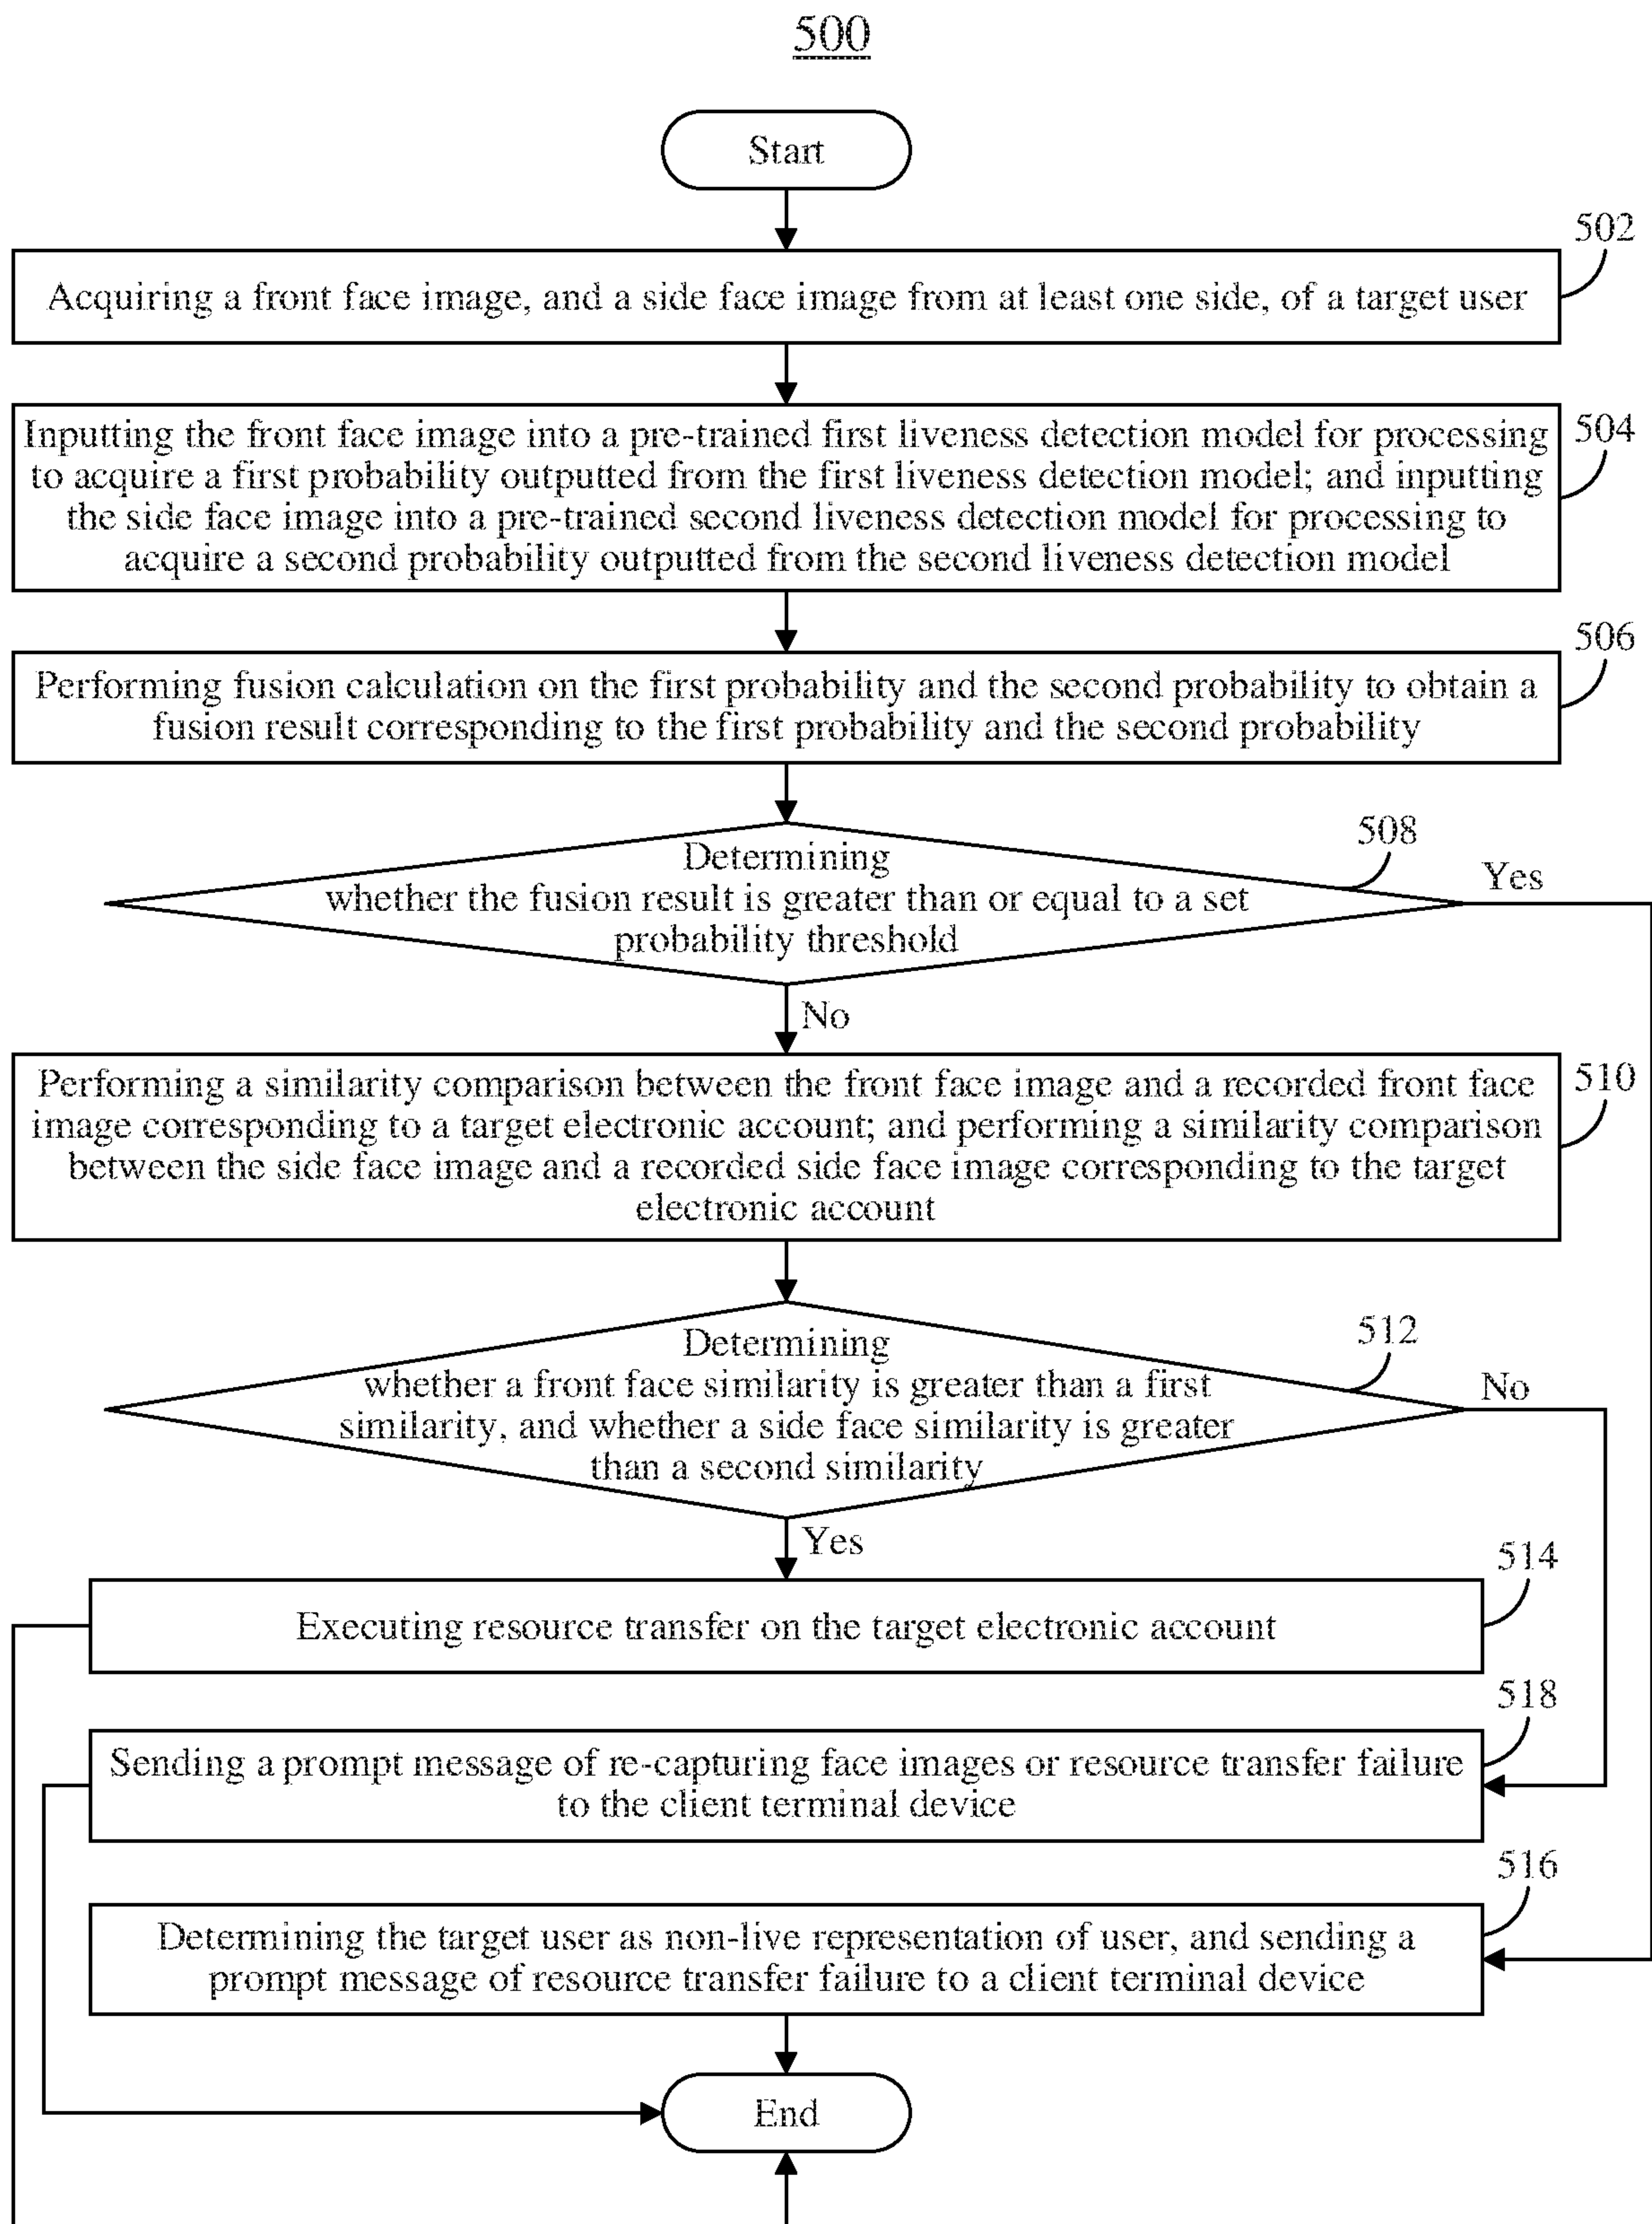 500
Start
502
Acquiring a front face image, and a side face image from at least one side, of a target user
504
Inputting the front face image into a pre-trained first liveness detection model for processing
to acquire a first probability outputted from the first liveness detection model; and inputting
the side face image into a pre-trained second liveness detection model for processing to
acquire a second probability outputted from the second liveness detection model
506
Performing fusion calculation on the first probability and the second probability to obtain a
fusion result corresponding to the first probability and the second probability
508
Determining
whether the fusion result is greater than or equal to a set
probability threshold
Yes
No
510
Performing a similarity comparison between the front face image and a recorded front face
image corresponding to a target electronic account; and performing a similarity comparison
between the side face image and a recorded side face image corresponding to the target
electronic account
512
Determining
whether a front face similarity is greater than a first
similarity, and whether a side face similarity is greater
than a second similarity
No
Yes
514
Executing resource transfer on the target electronic account
518
Sending a prompt message of re-capturing face images or resource transfer failure
to the client terminal device
516
Determining the target user as non-live representation of user, and sending a
prompt message of resource transfer failure to a client terminal device
End